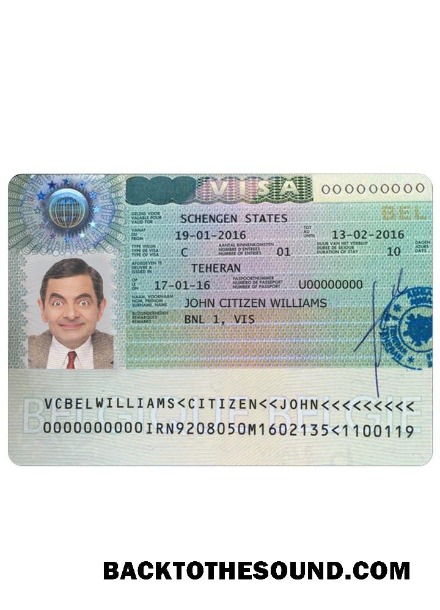 VISA 000000000
BEL
GELDIG VOOR
VALABLE POUR
VALID FOR
SCHENGEN STATES
VANAF
DU
FROM
19-01-2016
TOT
AU
UNTIL
13-02-2016
TYPE VISUM
TYPE DE VISA
TYPE OF VISA
C
AANTAL BINNENKOMSTEN
NOMBRE D'ENTREES
NUMBER OF ENTRIES
01
DUUR VAN HET VERBLIJF
DUREE DE SEJOUR
DURATION OF STAY
10
DAGEN
JOURS
DAYS
AFGEGEVEN TE
DELIVRE A
ISSUED IN
TEHERAN
OP
LE
ON
17-01-16
PASPOORTNUMMER
NUMERO DE PASSEPORT
NUMBER OF PASSPORT
U00000000
NAAM, VOORNAAM
NOM, PRENOM
SURNAME, NAME
JOHN CITIZEN WILLIAMS
REMARQUES
REMARKS
BNL 1, VIS
VCBELWILLIAMS<CITIZEN<<JOHN<<<<<<<<<
0000000000IRN9208050M1602135<1100119
BACKTOTHESOUND.COM